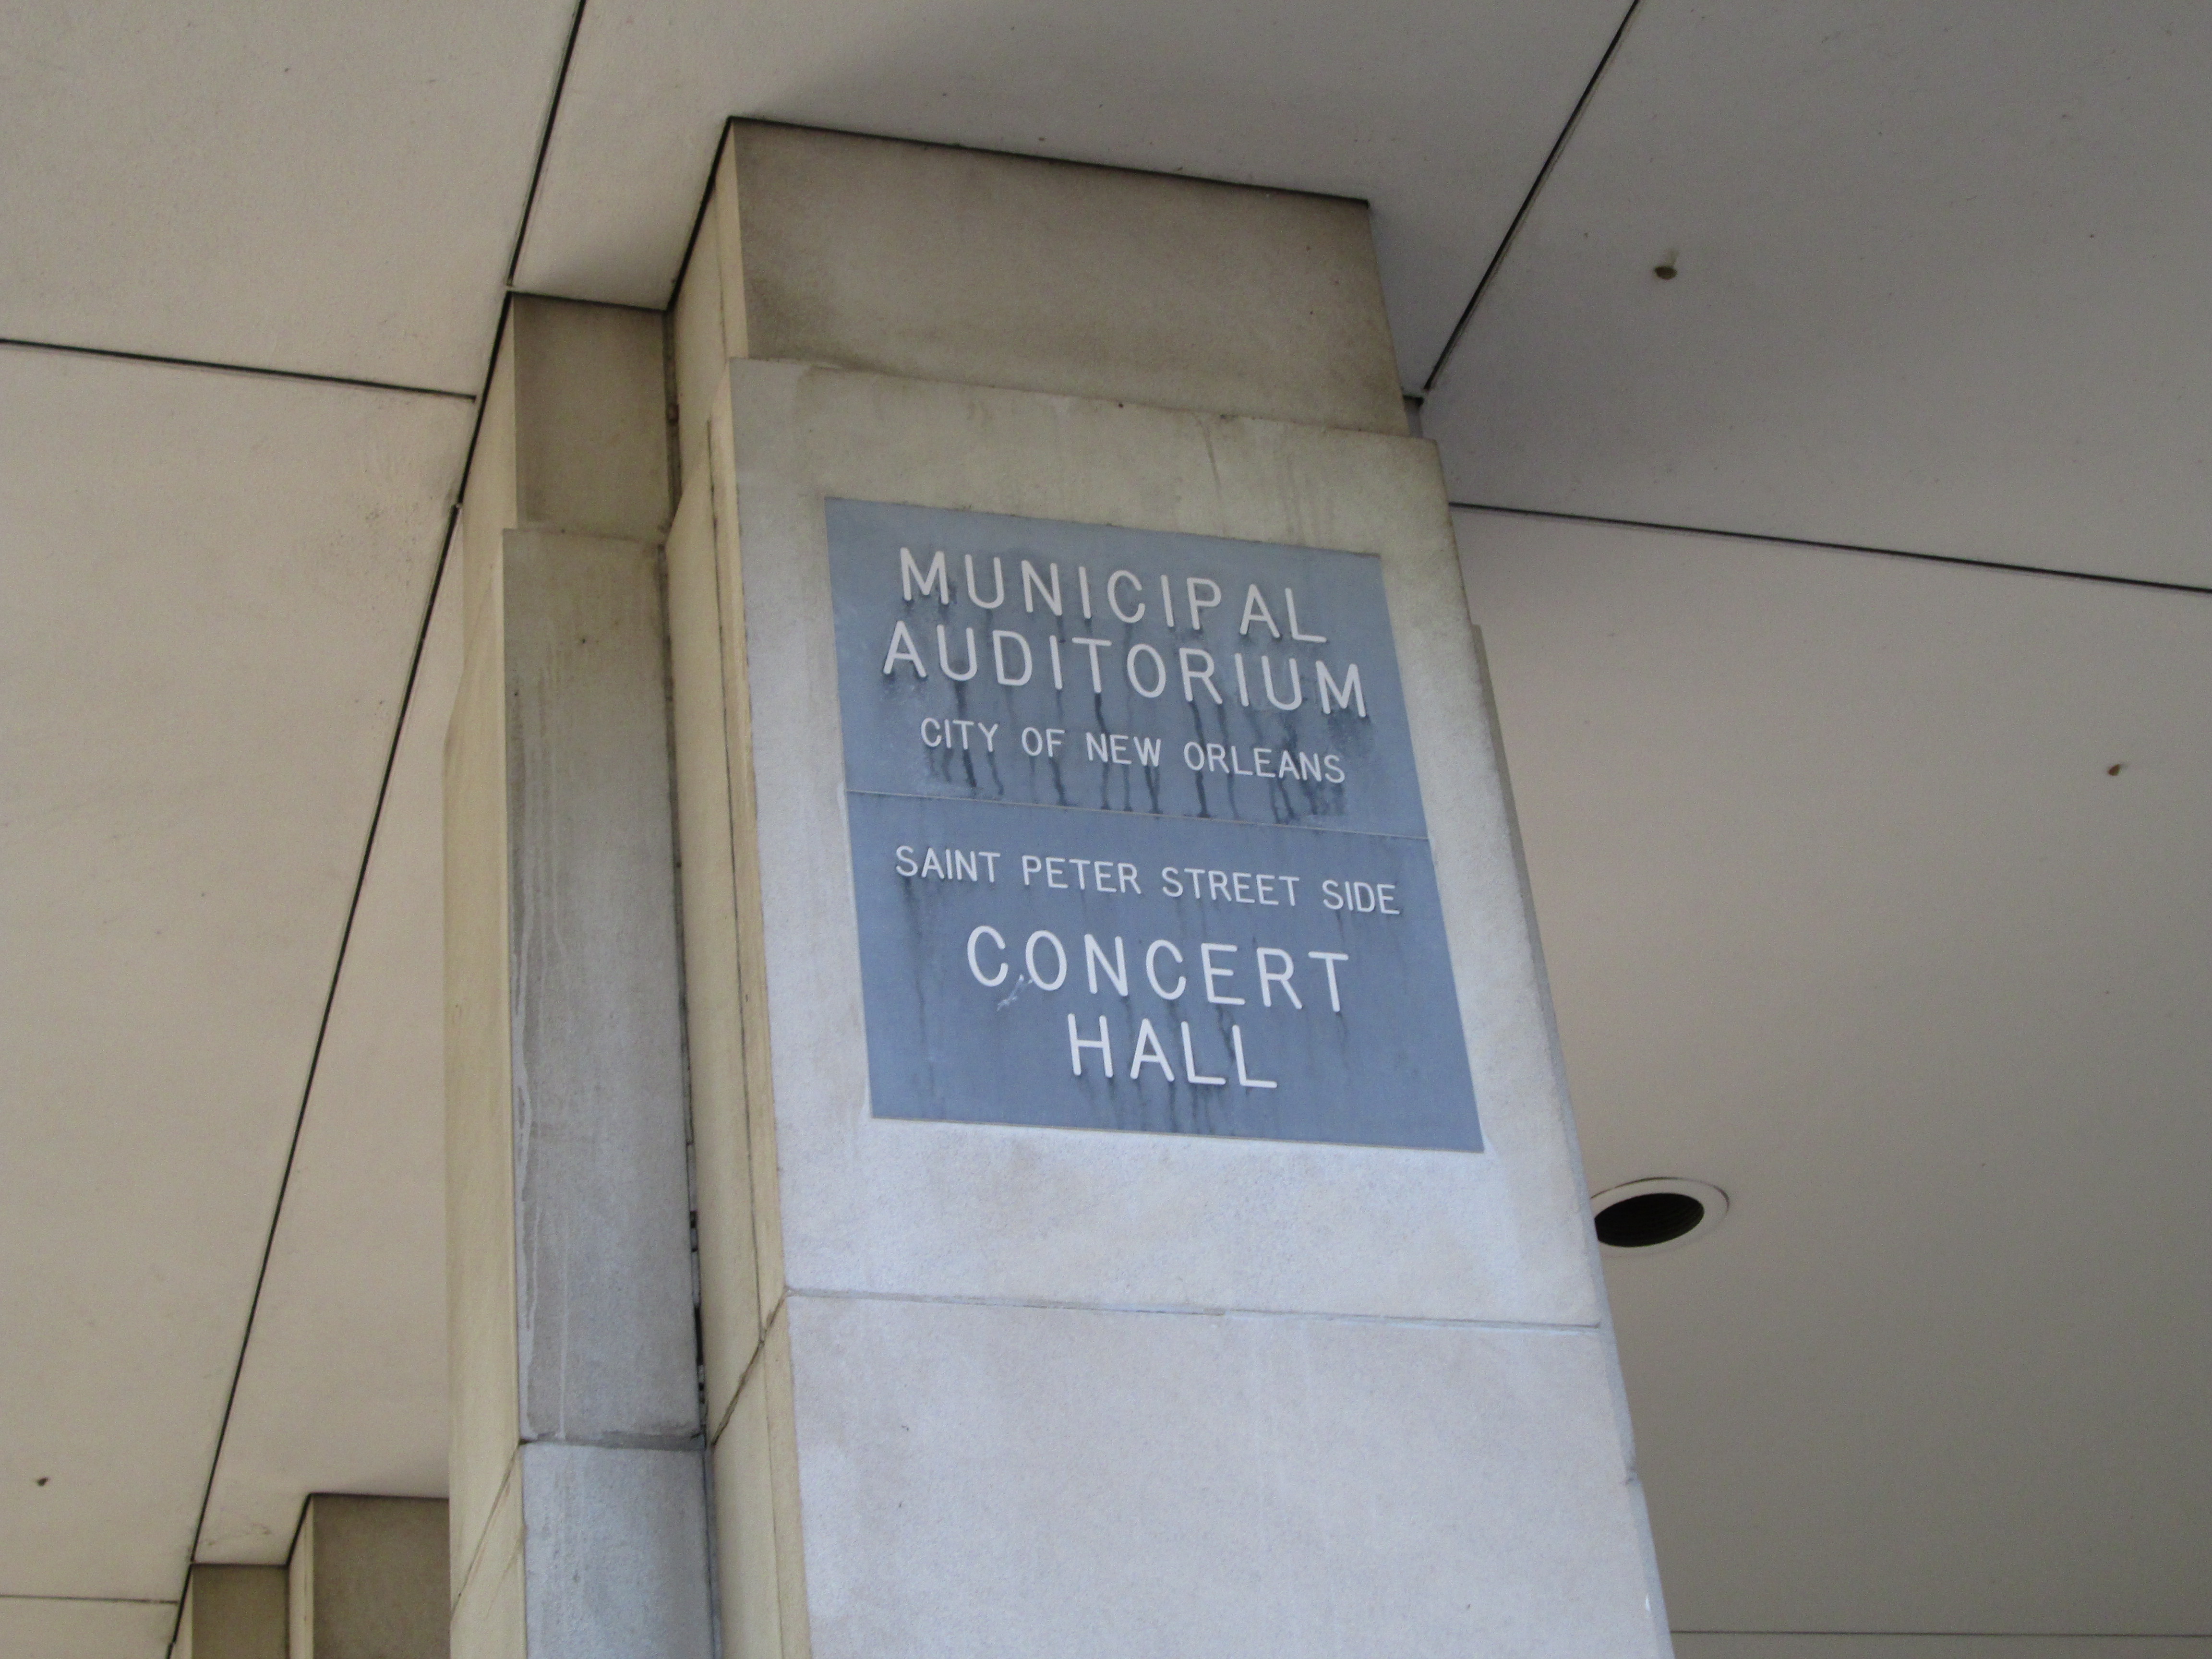 MUNICIPAL
AUDITORIUM
CITY OF NEW ORLEANS
SAINT PETER STREET SIDE
CONCERT
HALL